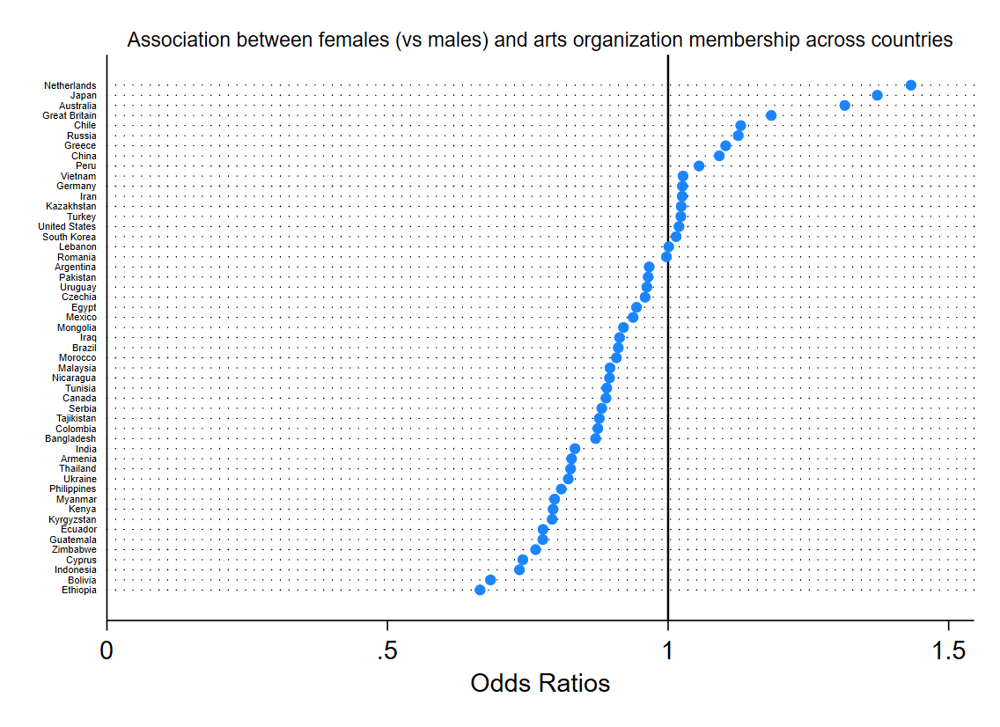 Association between females (vs males) and arts organization membership across countries
Netherlands
Japan
Australia
Great Britain
Chile
Russia
Greece
China
Peru
Vietnam
Germany
Iran
Kazakhstan
Turkey
United States
South Korea
Lebanon
Romania
Argentina
Pakistan
Uruguay
Czechia
Egypt
Mexico
Mongolia
Iraq
Brazil
Morocco
Malaysia
Nicaragua
Tunisia
Canada
Serbia
Tajikistan
Colombia
Bangladesh
India
Armenia
Thailand
Ukraine
Philippines
Myanmar
Kenya
Kyrgyzstan
Ecuador
Guatemala
Zimbabwe
Cyprus
Indonesia
Bolivia
Ethiopia
0 .5 1 1.5
Odds Ratios